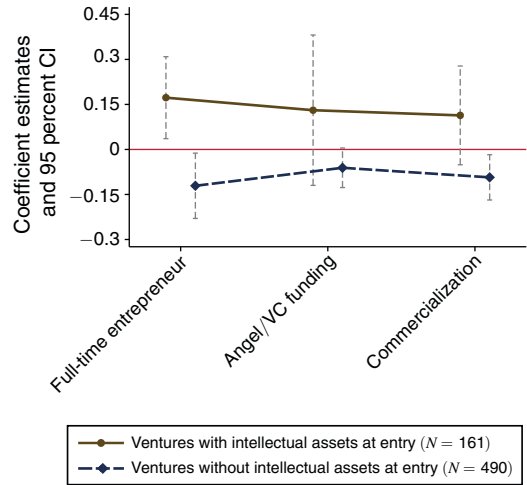 Coefficient estimates
and 95 percent CI
0.45
0.3
0.15
0
−0.15
−0.3
Full-time entrepreneur
Angel/VC funding
Commercialization
Ventures with intellectual assets at entry (N = 161)
Ventures without intellectual assets at entry (N = 490)